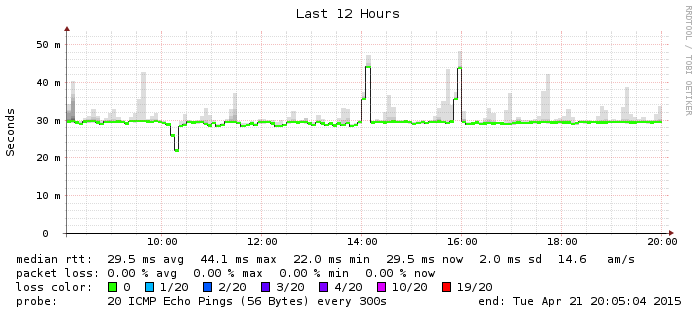 Last 12 Hours
RRDTOOL / TOBI OETIKER
Seconds
50 m
40 m
30 m
20 m
10 m
0
10:00 12:00 14:00 16:00 18:00 20:00
median rtt: 29.5 ms avg 44.1 ms max 22.0 ms min 29.5 ms now 2.0 ms sd 14.6 am/s
packet loss: 0.00 % avg 0.00 % max 0.00 % min 0.00 % now
loss color: 0 1/20 2/20 3/20 4/20 10/20 19/20
probe: 20 ICMP Echo Pings (56 Bytes) every 300s end: Tue Apr 21 20:05:04 2015